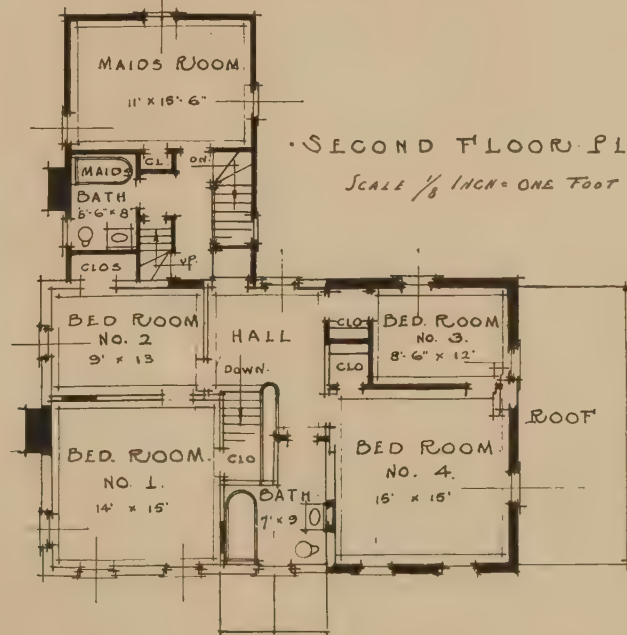 MAIDS ROOM.
11' × 15'-6"
CL.
DN.
MAIDS
BATH
5'-6" × 8'
UP.
CLOS
· SECOND FLOOR PL
SCALE 1/8 INCH = ONE FOOT
BED ROOM
NO. 2
9' × 13
HALL
DOWN.
CLO
CLO
BED. ROOM
NO. 3.
8'-6" × 12'
ROOF
BED. ROOM.
NO. 1.
14' × 15'
CLO
BATH.
7' × 9
BED ROOM
NO. 4.
15' × 15'